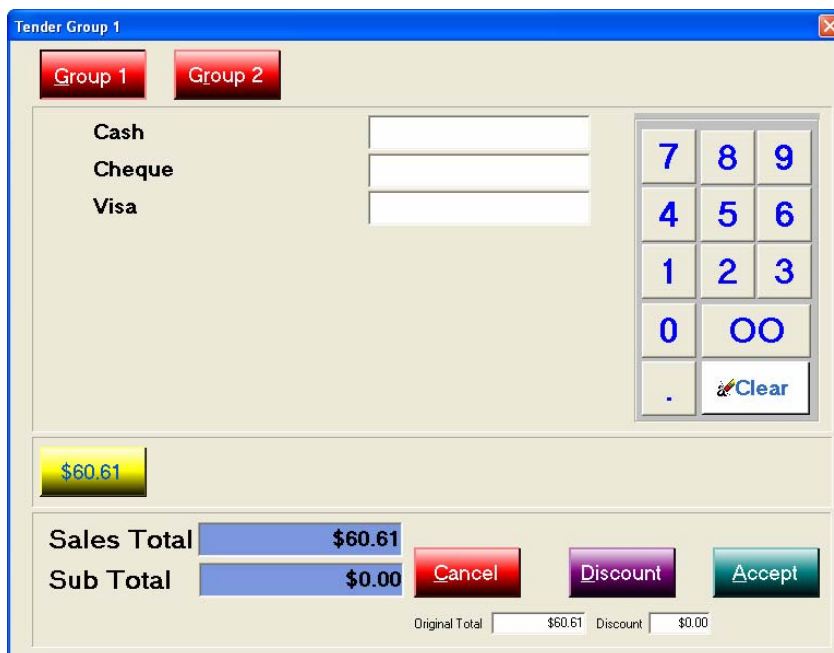 Tender Group 1
Group 1 Group 2
Cash
Cheque
Visa
7 8 9
4 5 6
1 2 3
0 OO
. Clear
$60.61
Sales Total $60.61
Sub Total $0.00
Cancel Discount Accept
Original Total $60.61 Discount $0.00